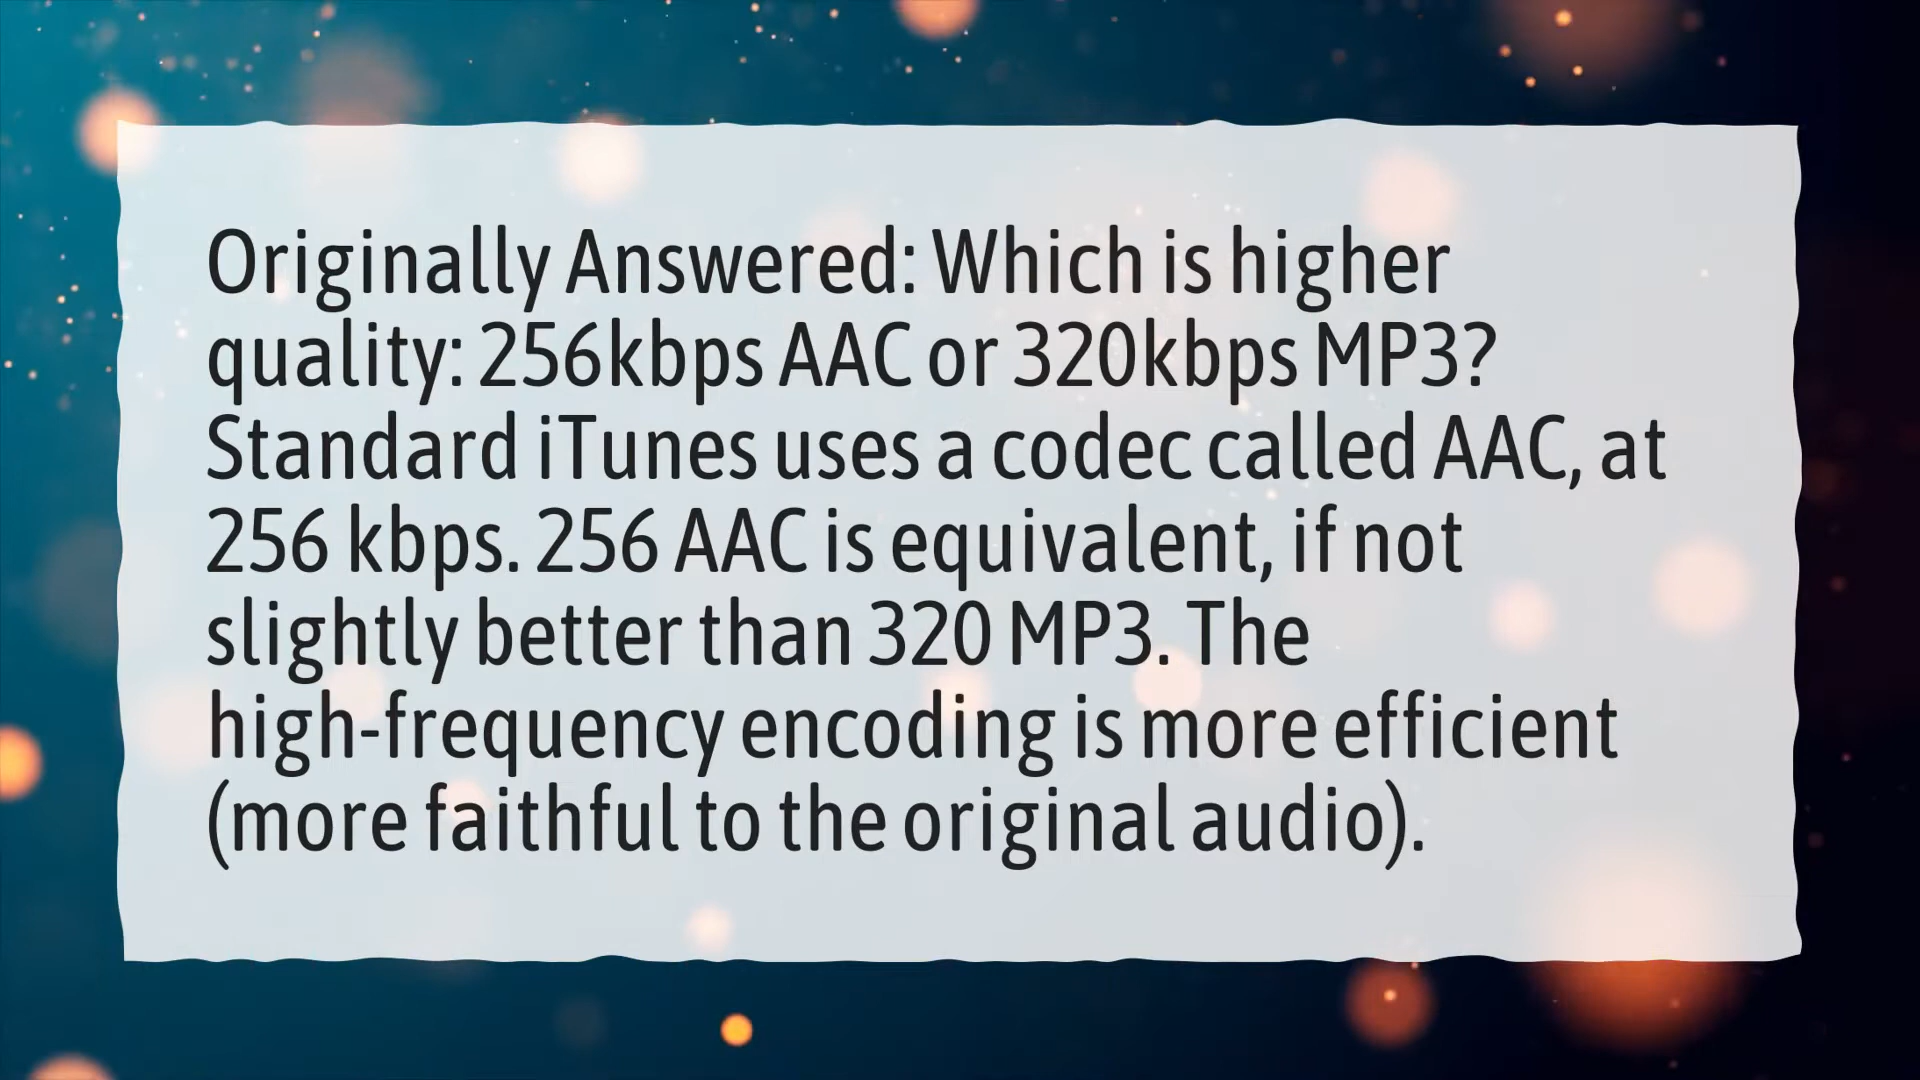 Originally Answered: Which is higher
quality: 256kbps AAC or 320kbps MP3?
Standard iTunes uses a codec called AAC, at
256 kbps. 256 AAC is equivalent, if not
slightly better than 320 MP3. The
high-frequency encoding is more efficient
(more faithful to the original audio).